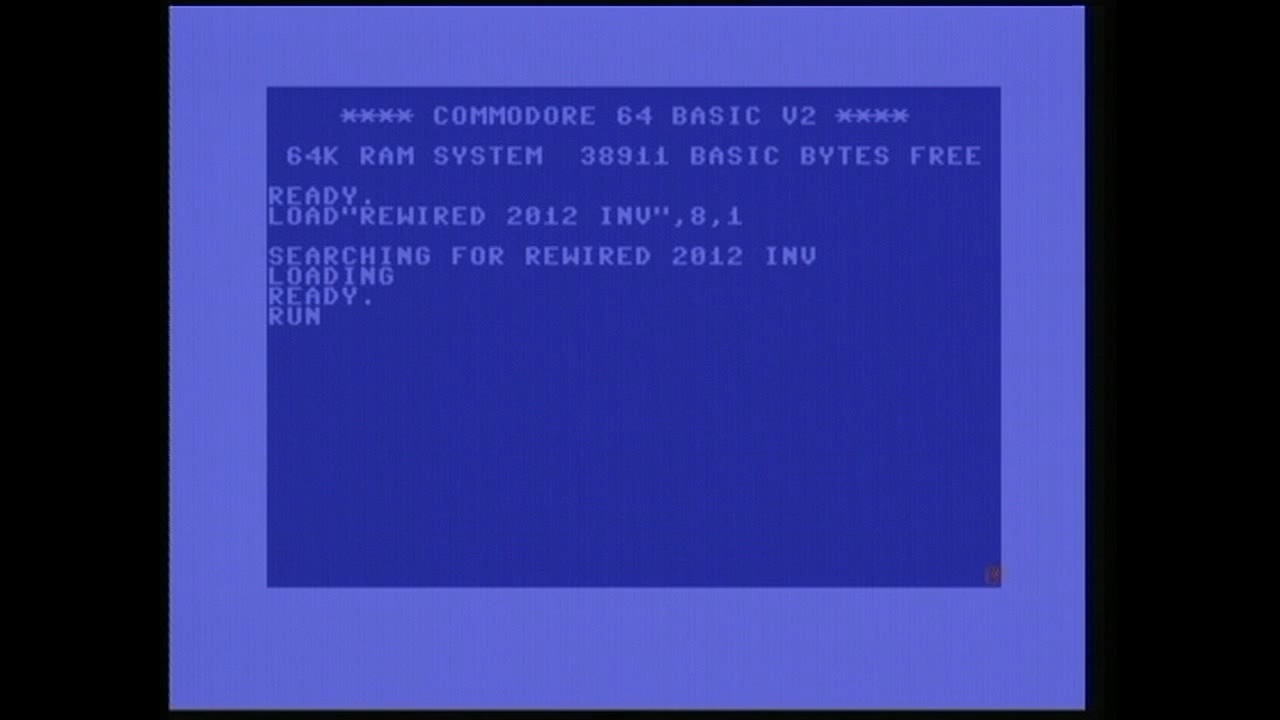 **** COMMODORE 64 BASIC V2 ****
64K RAM SYSTEM  38911 BASIC BYTES FREE
READY.
LOAD"REWIRED 2012 INV",8,1
SEARCHING FOR REWIRED 2012 INV
LOADING
READY.
RUN